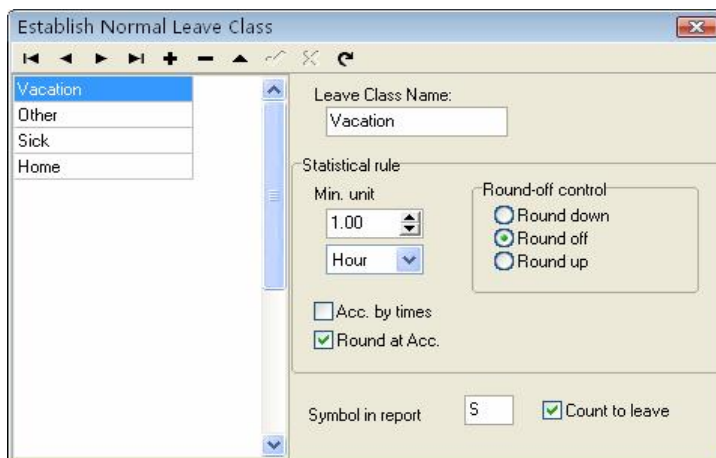 Establish Normal Leave Class
Vacation
Other
Sick
Home
Leave Class Name:
Vacation
Statistical rule
Min. unit
1.00
Hour
Round-off control
Round down
Round off
Round up
Acc. by times
Round at Acc.
Symbol in report
S
Count to leave